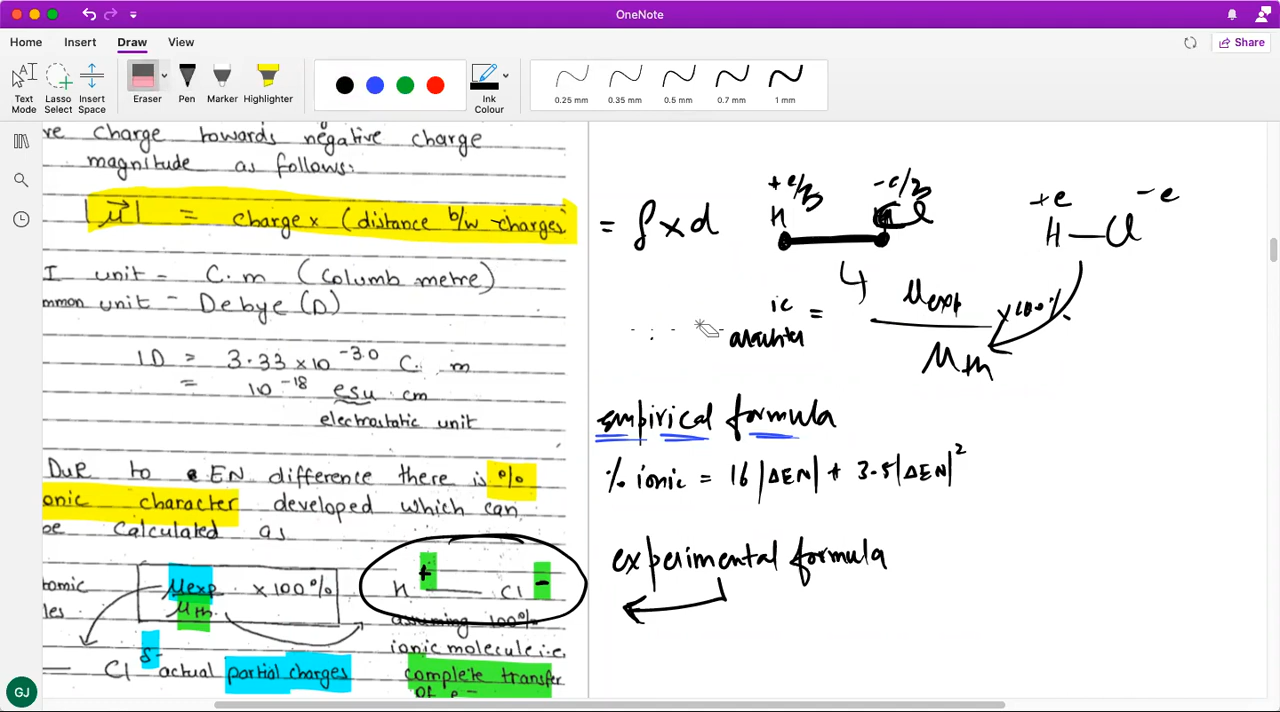 OneNote
Home Insert Draw View
Share
Text Mode
Lasso Select
Insert Space
Eraser
Pen
Marker
Highlighter
Ink Colour
0.25 mm
0.35 mm
0.5 mm
0.7 mm
1 mm
ve charge towards negative charge
magnitude as follows:
|μ⃗| = charge x (distance b/w charges
I unit = C.m (Columb metre)
ommon unit - Debye (D)
1D = 3.33 x 10^-30 C. m
= 10^-18 esu cm
electrostatic unit
Due to EN difference there is %
onic character developed which can
be calculated as
tomic
les
μexp
μth
x 100%
H + — Cl -
assuming 100%
ionic molecule i.e.
complete transfer
of e-
— Cl δ- actual partial charges
= δ x d
+e/3 -e/3
H Cl
+e -e
H — Cl
ic =
μexp
μth
x 100%
empirical formula
% ionic = 16 |ΔEN| + 3.5 |ΔEN|^2
experimental formula
GJ